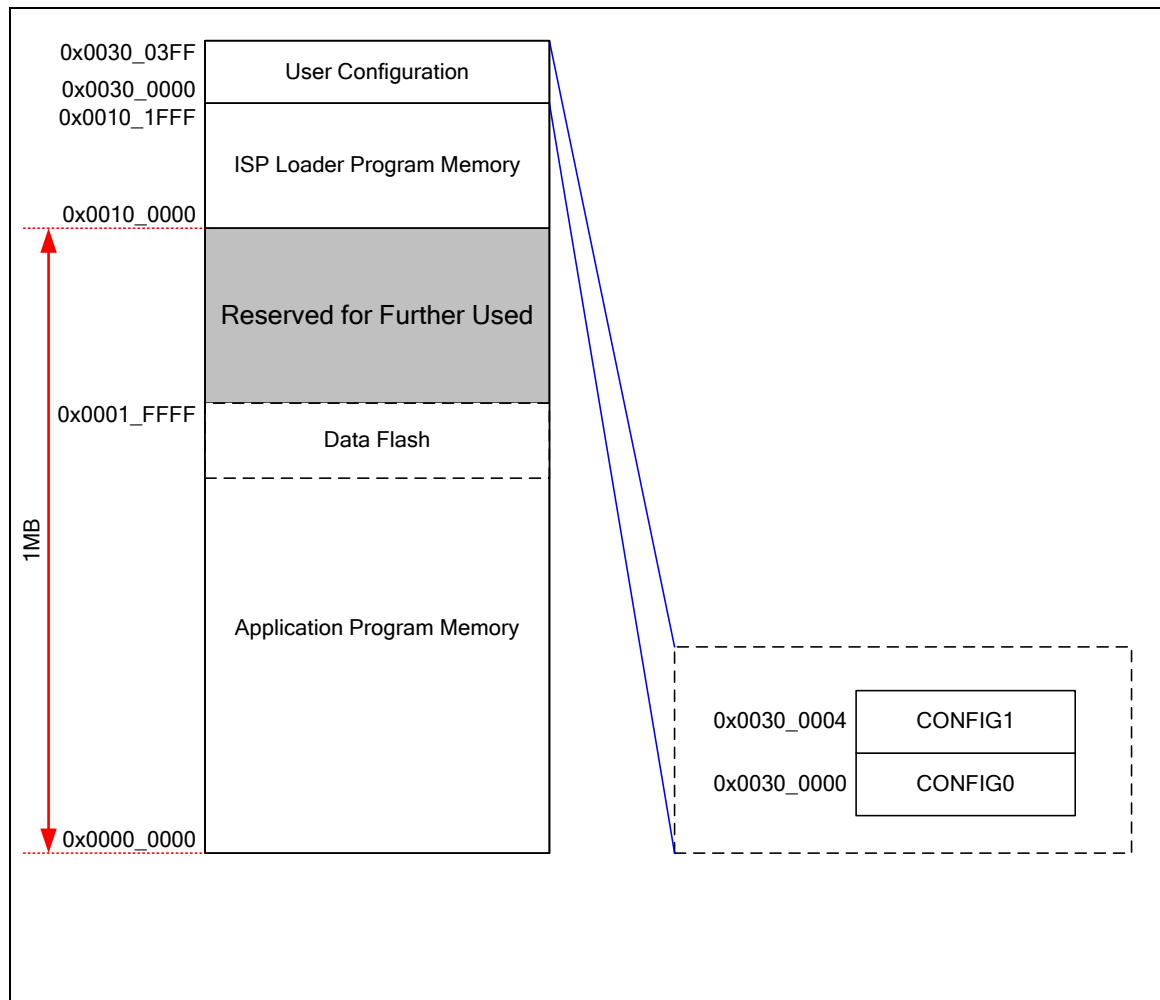 0x0030_03FF
User Configuration
0x0030_0000
0x0010_1FFF
ISP Loader Program Memory
0x0010_0000
Reserved for Further Used
0x0001_FFFF
Data Flash
1MB
Application Program Memory
0x0030_0004
CONFIG1
0x0030_0000
CONFIG0
0x0000_0000